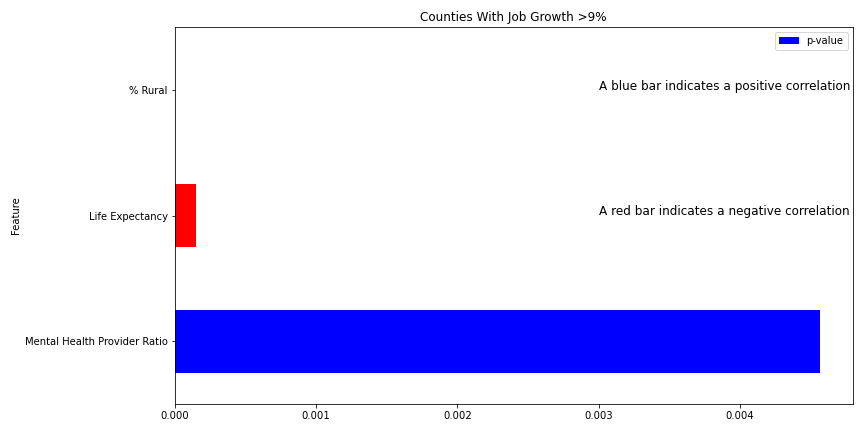 Counties With Job Growth >9%
p-value
% Rural
A blue bar indicates a positive correlation
Feature
Life Expectancy
A red bar indicates a negative correlation
Mental Health Provider Ratio
0.000
0.001
0.002
0.003
0.004